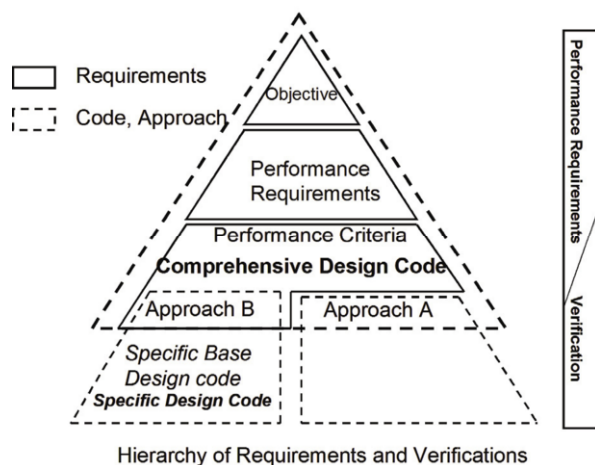 Requirements
Code, Approach
Objective
Performance
Requirements
Performance Criteria
Comprehensive Design Code
Approach B
Approach A
Specific Base
Design code
Specific Design Code
Performance Requirements
Verification
Hierarchy of Requirements and Verifications